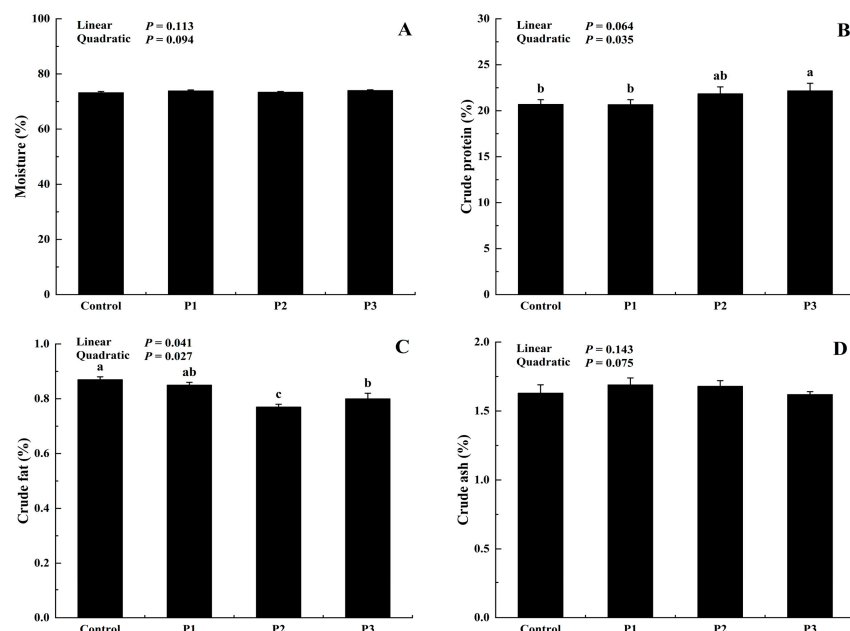 Linear P = 0.113
Quadratic P = 0.094
A
100
80
60
40
20
0
Moisture (%)
Control P1 P2 P3
Linear P = 0.064
Quadratic P = 0.035
B
30
25
20
15
10
5
0
Crude protein (%)
b b ab a
Control P1 P2 P3
Linear P = 0.041
Quadratic P = 0.027
C
1.0
0.8
0.6
0.4
0.2
0.0
Crude fat (%)
a ab c b
Control P1 P2 P3
Linear P = 0.143
Quadratic P = 0.075
D
2.0
1.5
1.0
0.5
0.0
Crude ash (%)
Control P1 P2 P3